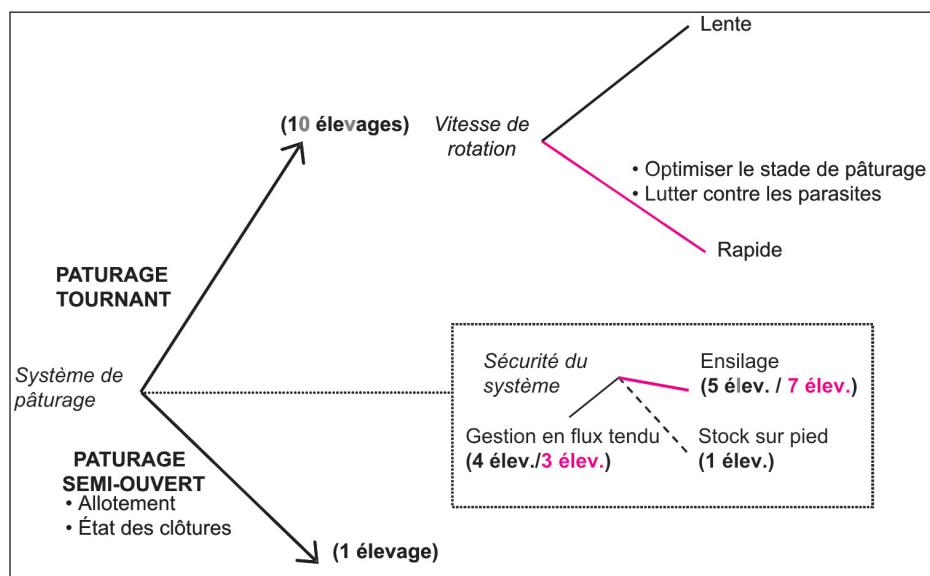 Lente
(10 élevages)
Vitesse de
rotation
• Optimiser le stade de pâturage
• Lutter contre les parasites
Rapide
PATURAGE
TOURNANT
Système de
pâturage
Sécurité du
système
Ensilage
(5 élev. / 7 élev.)
Gestion en flux tendu
(4 élev./3 élev.)
Stock sur pied
(1 élev.)
PATURAGE
SEMI-OUVERT
• Allotement
• État des clôtures
(1 élevage)